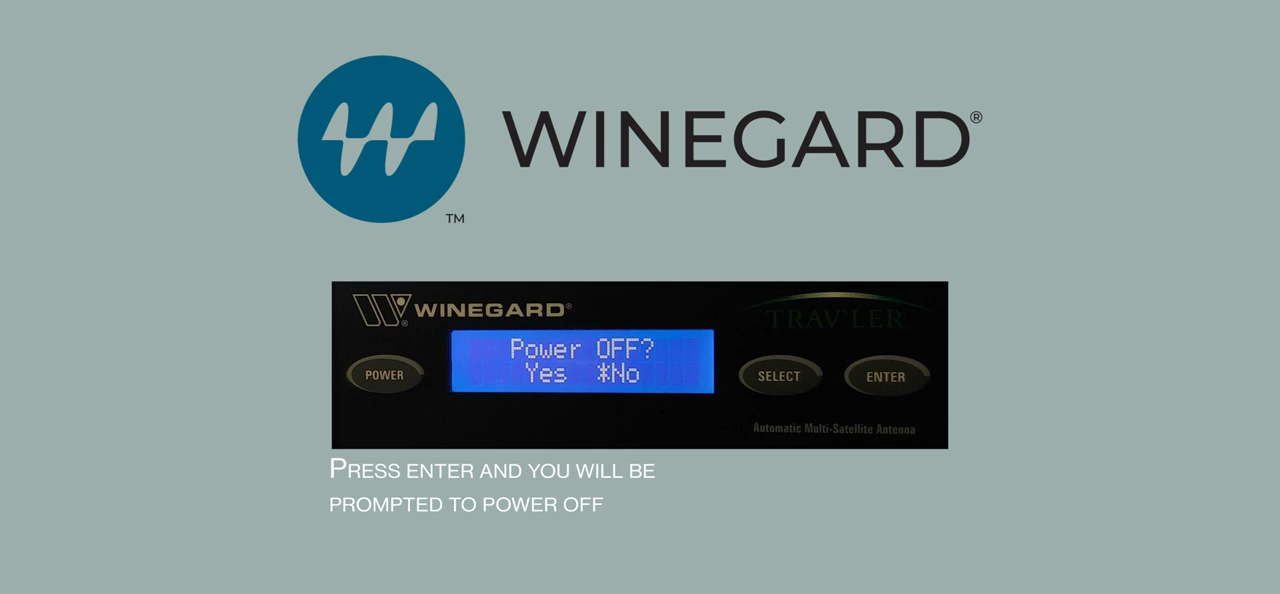 WINEGARD®
TM
WINEGARD®
TRAV'LER
Power OFF?
Yes *No
POWER
SELECT
ENTER
Automatic Multi-Satellite Antenna
PRESS ENTER AND YOU WILL BE
PROMPTED TO POWER OFF